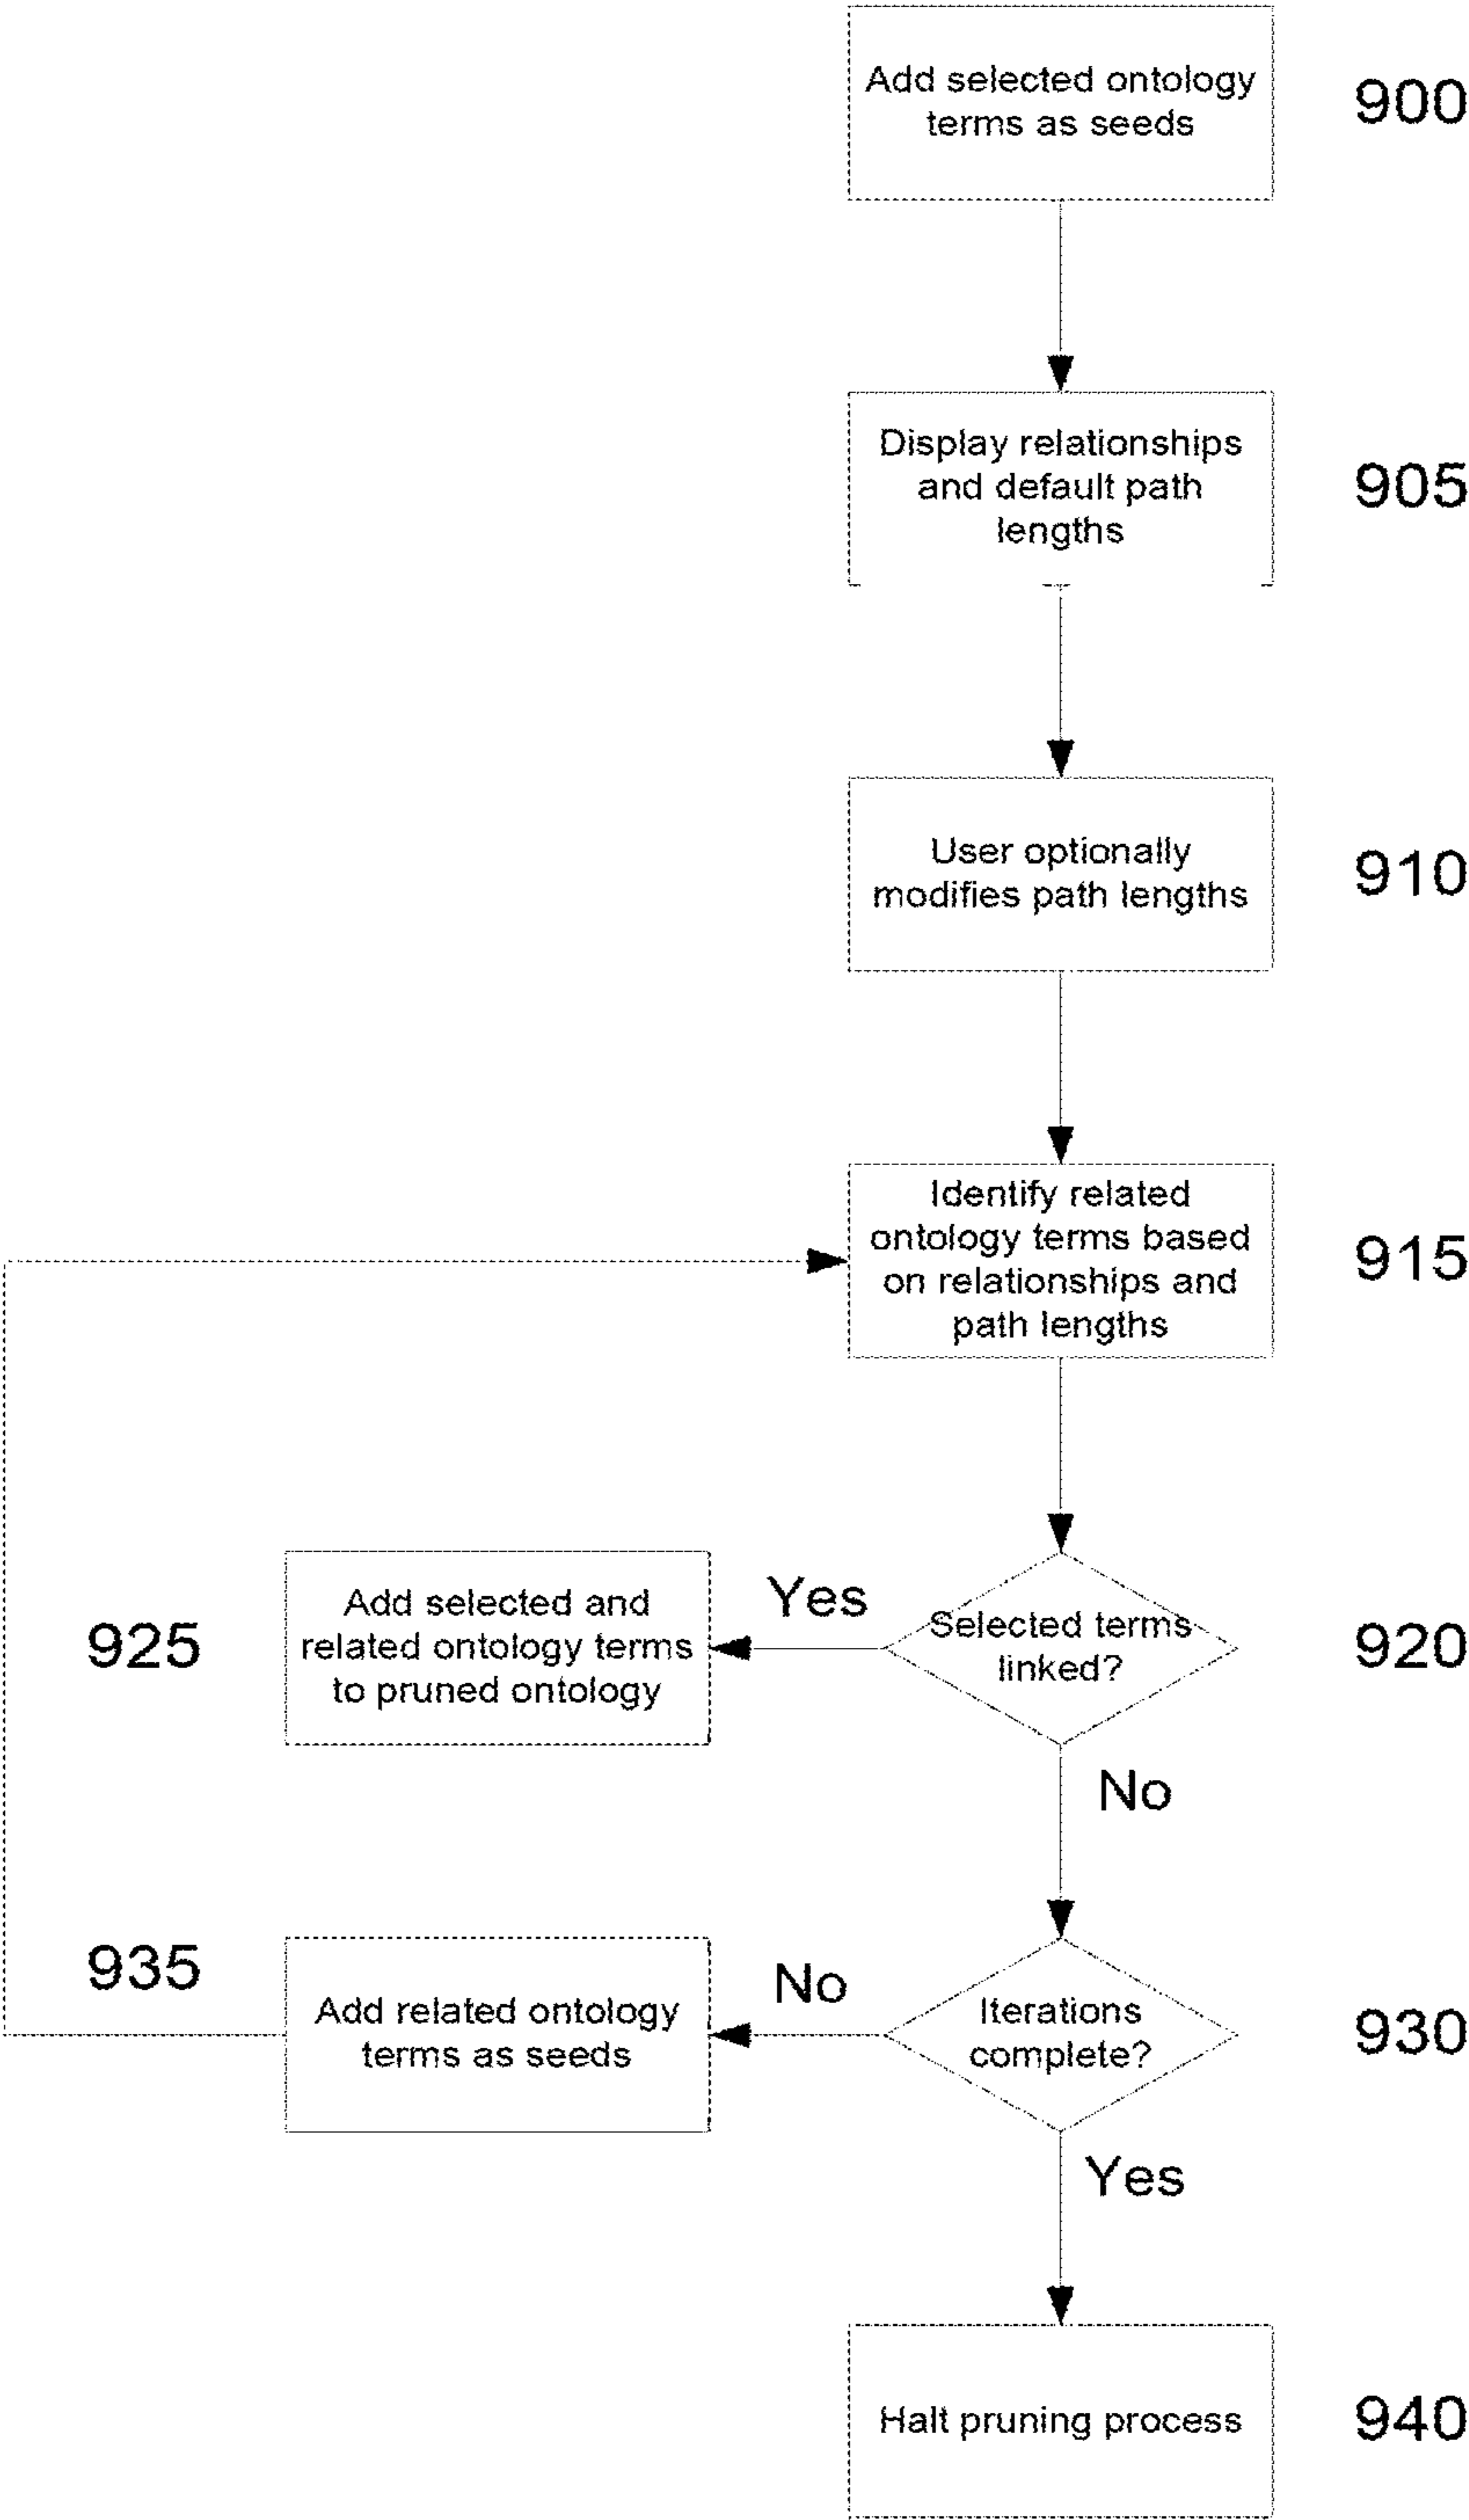 Add selected ontology
terms as seeds
900
Display relationships
and default path
lengths
905
User optionally
modifies path lengths
910
Identify related
ontology terms based
on relationships and
path lengths
915
Selected terms
linked?
920
Yes
Add selected and
related ontology terms
to pruned ontology
925
No
Iterations
complete?
930
No
Add related ontology
terms as seeds
935
Yes
Halt pruning process
940